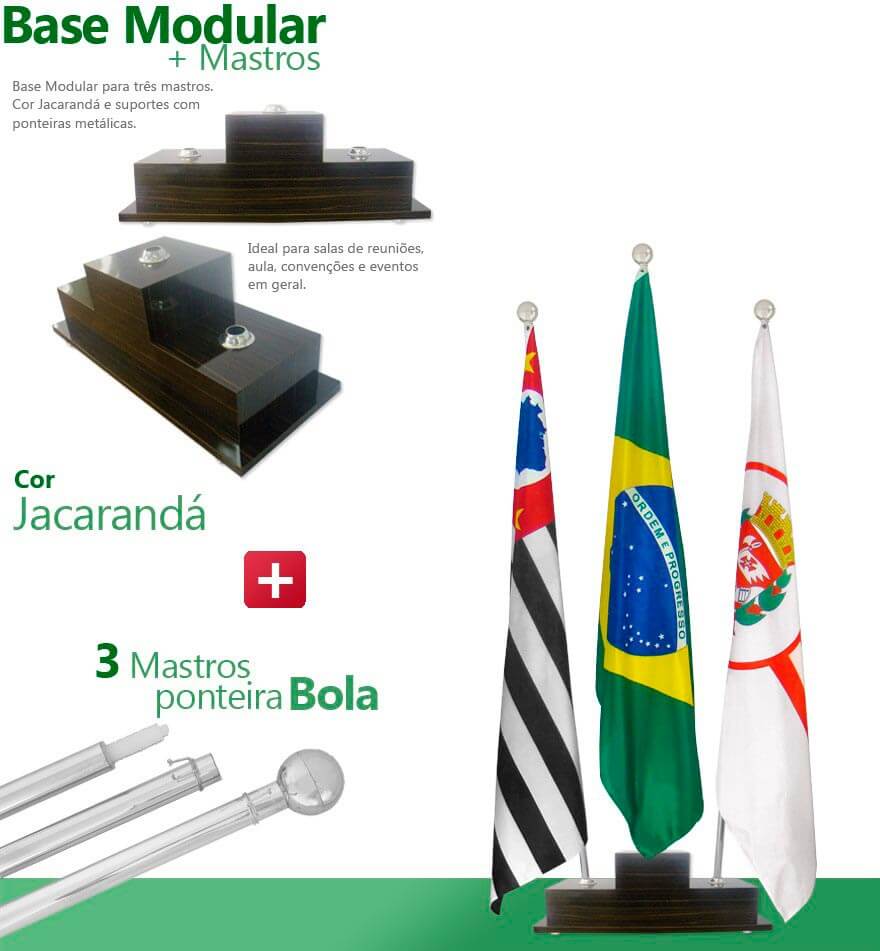 Base Modular
+ Mastros
Base Modular para três mastros.
Cor Jacarandá e suportes com
ponteiras metálicas.
Ideal para salas de reuniões,
aula, convenções e eventos
em geral.
Cor
Jacarandá
3 Mastros
ponteira Bola
ORDEM E PROGRESSO